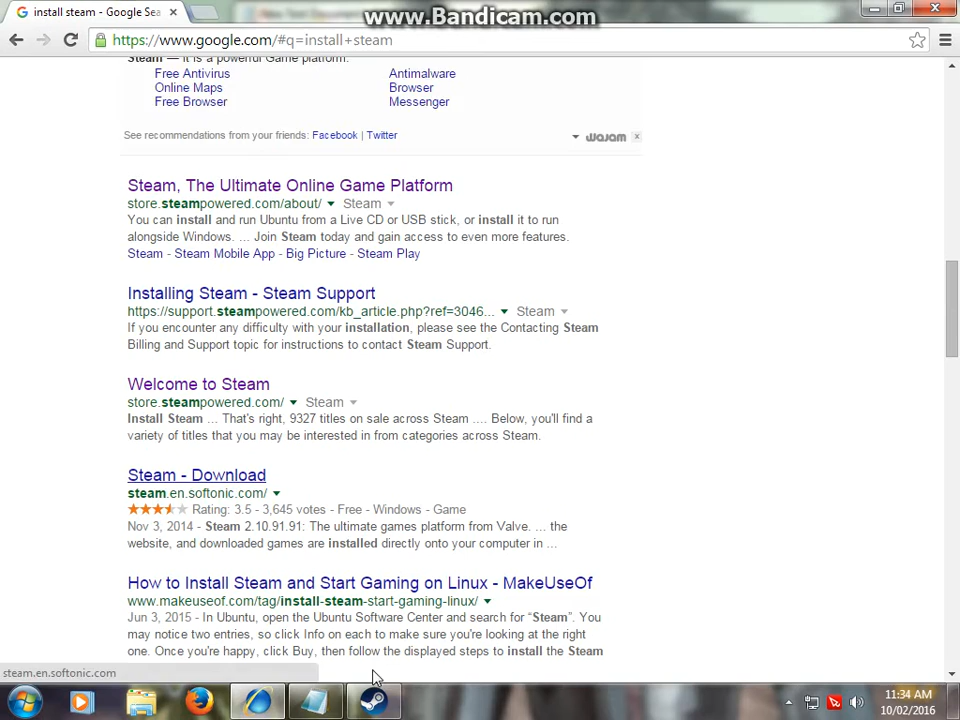 install steam - Google Sea
www.Bandicam.com
https://www.google.com/#q=install+steam
Steam — It is a powerful Game platform.
Free Antivirus
Antimalware
Online Maps
Browser
Free Browser
Messenger
See recommendations from your friends: Facebook | Twitter
wajam
Steam, The Ultimate Online Game Platform
store.steampowered.com/about/ Steam
You can install and run Ubuntu from a Live CD or USB stick, or install it to run
alongside Windows. ... Join Steam today and gain access to even more features.
Steam - Steam Mobile App - Big Picture - Steam Play
Installing Steam - Steam Support
https://support.steampowered.com/kb_article.php?ref=3046... Steam
If you encounter any difficulty with your installation, please see the Contacting Steam
Billing and Support topic for instructions to contact Steam Support.
Welcome to Steam
store.steampowered.com/ Steam
Install Steam ... That's right, 9327 titles on sale across Steam .... Below, you'll find a
variety of titles that you may be interested in from categories across Steam.
Steam - Download
steam.en.softonic.com/
Rating: 3.5 - 3,645 votes - Free - Windows - Game
Nov 3, 2014 - Steam 2.10.91.91: The ultimate games platform from Valve. ... the
website, and downloaded games are installed directly onto your computer in ...
How to Install Steam and Start Gaming on Linux - MakeUseOf
www.makeuseof.com/tag/install-steam-start-gaming-linux/
Jun 3, 2015 - In Ubuntu, open the Ubuntu Software Center and search for “Steam”. You
may notice two entries, so click Info on each to make sure you're looking at the right
one. Once you're happy, click Buy, then follow the displayed steps to install the Steam
steam.en.softonic.com
11:34 AM
10/02/2016